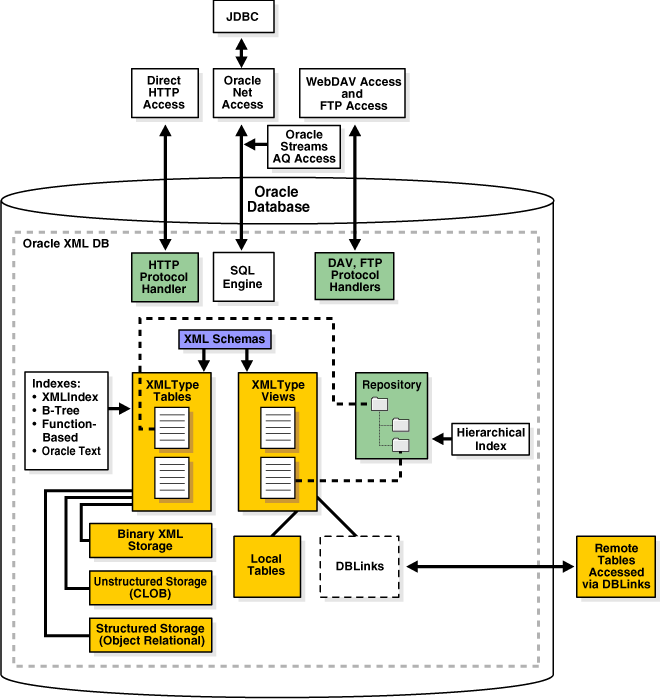 JDBC
Direct
HTTP
Access
Oracle
Net
Access
WebDAV Access
and
FTP Access
Oracle
Streams
AQ Access
Oracle
Database
Oracle XML DB
HTTP
Protocol
Handler
SQL
Engine
DAV, FTP
Protocol
Handlers
XML Schemas
Indexes:
• XMLIndex
• B-Tree
• Function-
Based
• Oracle Text
XMLType
Tables
XMLType
Views
Repository
Hierarchical
Index
Binary XML
Storage
Unstructured Storage
(CLOB)
Structured Storage
(Object Relational)
Local
Tables
DBLinks
Remote
Tables
Accessed
via DBLinks